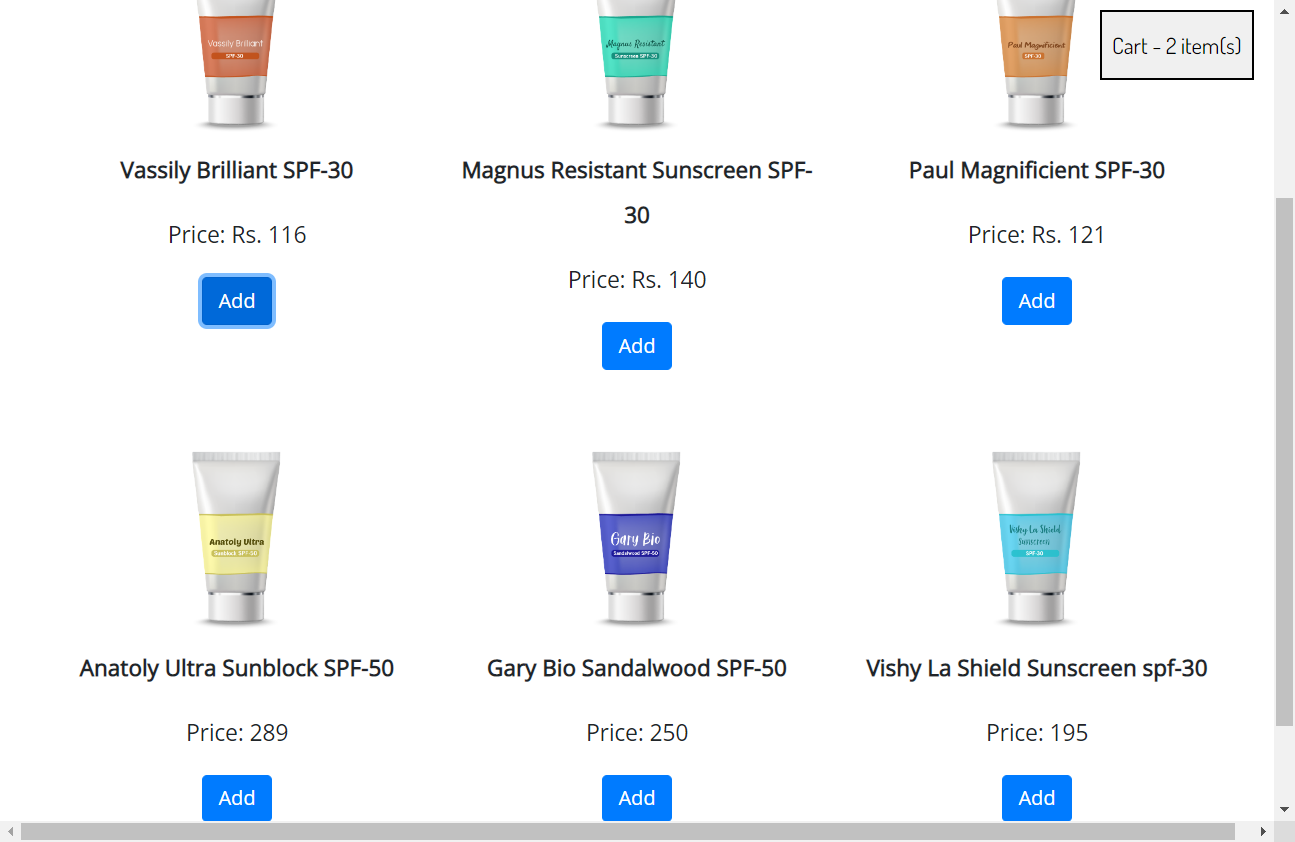 Vassily Brilliant
SPF-30
Magnus Resistant
Sunscreen SPF-30
Paul Magnificient
SPF-30
Cart - 2 item(s)
Vassily Brilliant SPF-30
Magnus Resistant Sunscreen SPF-
30
Paul Magnificient SPF-30
Price: Rs. 116
Price: Rs. 140
Price: Rs. 121
Add
Add
Add
Anatoly Ultra
Sunblock SPF-50
Gary Bio
Sandalwood SPF-50
Vishy La Shield
Sunscreen
SPF-30
Anatoly Ultra Sunblock SPF-50
Gary Bio Sandalwood SPF-50
Vishy La Shield Sunscreen spf-30
Price: 289
Price: 250
Price: 195
Add
Add
Add